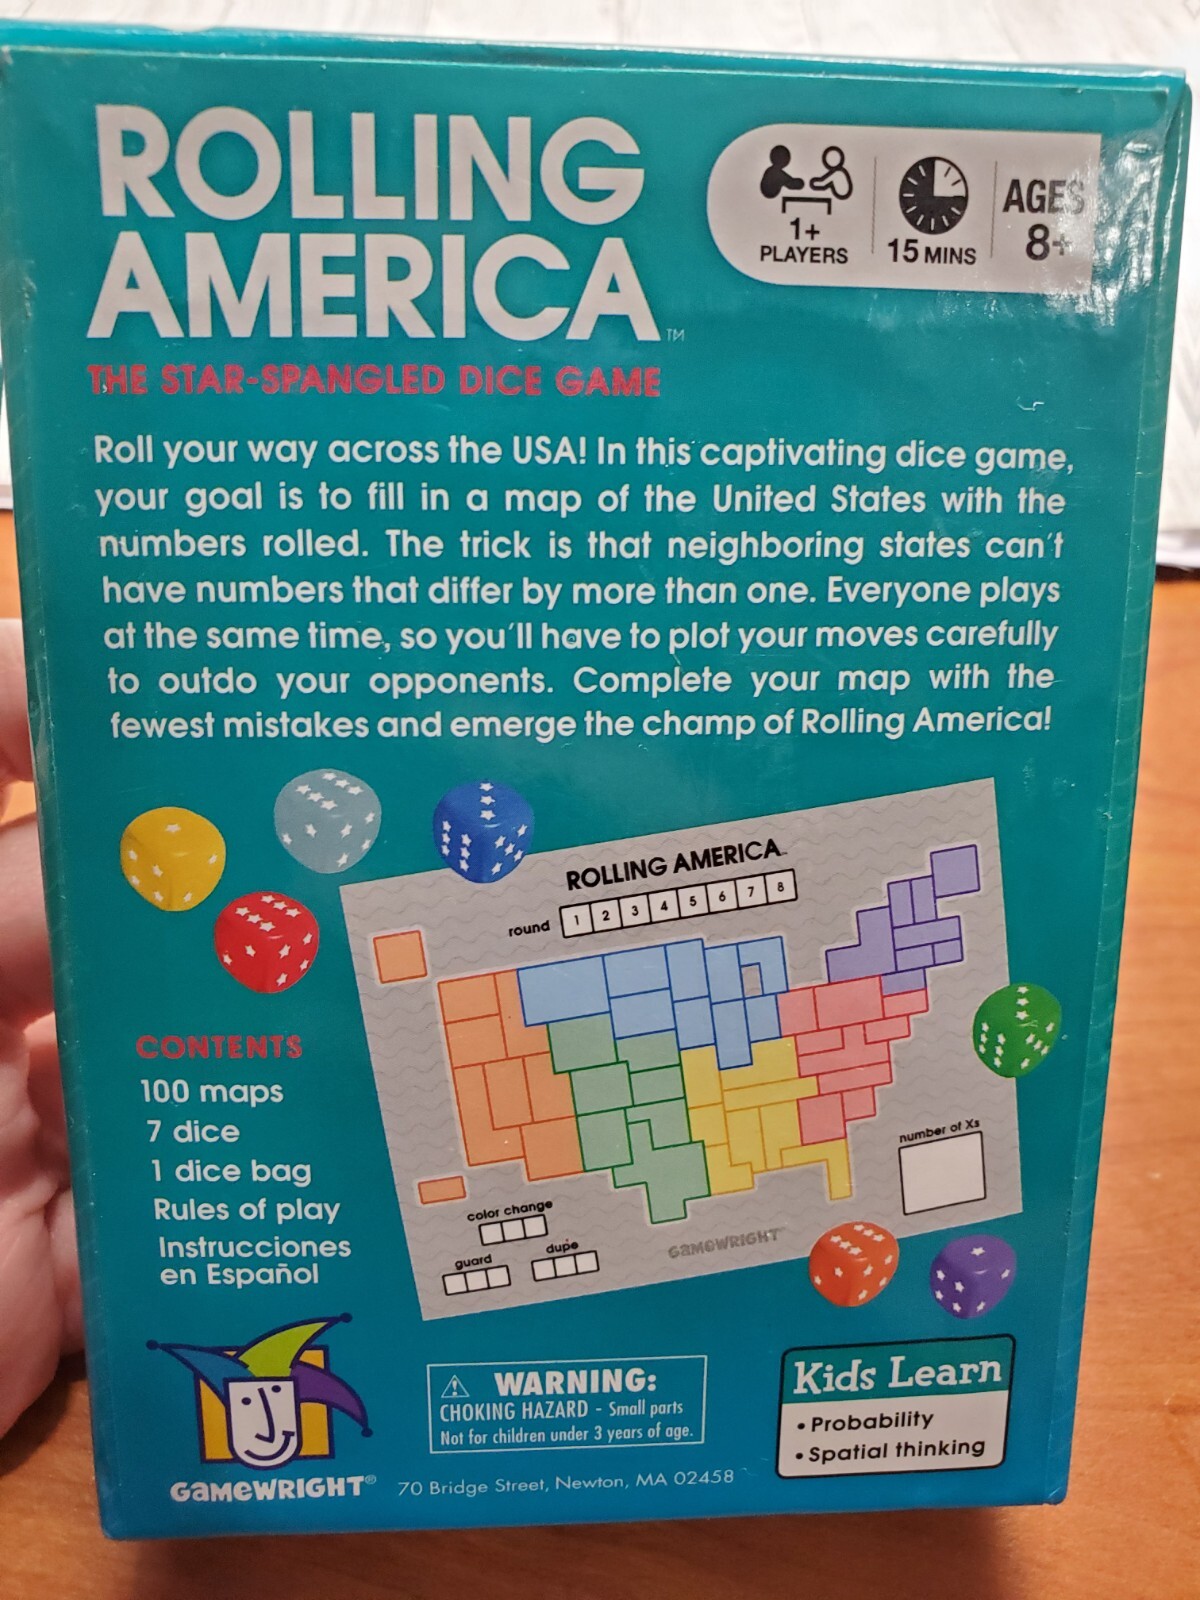 ROLLING
AMERICA™
THE STAR-SPANGLED DICE GAME
1+
PLAYERS
15 MINS
AGES
8+
Roll your way across the USA! In this captivating dice game,
your goal is to fill in a map of the United States with the
numbers rolled. The trick is that neighboring states can't
have numbers that differ by more than one. Everyone plays
at the same time, so you'll have to plot your moves carefully
to outdo your opponents. Complete your map with the
fewest mistakes and emerge the champ of Rolling America!
ROLLING AMERICA™
round 1 2 3 4 5 6 7 8
number of Xs
color change
guard
dupe
GAMEWRIGHT™
CONTENTS
100 maps
7 dice
1 dice bag
Rules of play
Instrucciones
en Español
GAMEWRIGHT®
WARNING:
CHOKING HAZARD - Small parts
Not for children under 3 years of age.
70 Bridge Street, Newton, MA 02458
Kids Learn
• Probability
• Spatial thinking